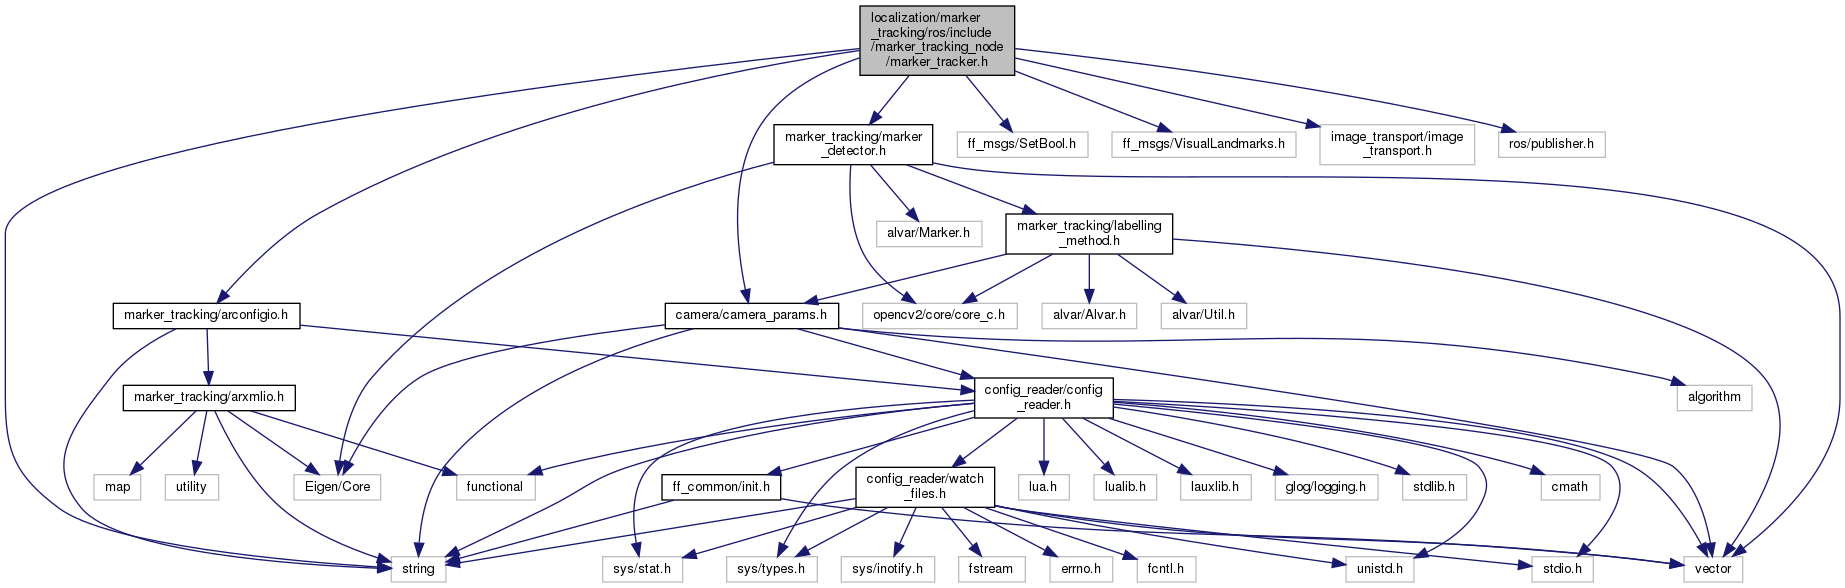 localization/marker
_tracking/ros/include
/marker_tracking_node
/marker_tracker.h
marker_tracking/marker
_detector.h
ff_msgs/SetBool.h
ff_msgs/VisualLandmarks.h
image_transport/image
_transport.h
ros/publisher.h
alvar/Marker.h
marker_tracking/labelling
_method.h
marker_tracking/arconfigio.h
camera/camera_params.h
opencv2/core/core_c.h
alvar/Alvar.h
alvar/Util.h
marker_tracking/arxmlio.h
config_reader/config
_reader.h
algorithm
map
utility
Eigen/Core
functional
ff_common/init.h
config_reader/watch
_files.h
lua.h
lualib.h
lauxlib.h
glog/logging.h
stdlib.h
cmath
string
sys/stat.h
sys/types.h
sys/inotify.h
fstream
errno.h
fcntl.h
unistd.h
stdio.h
vector